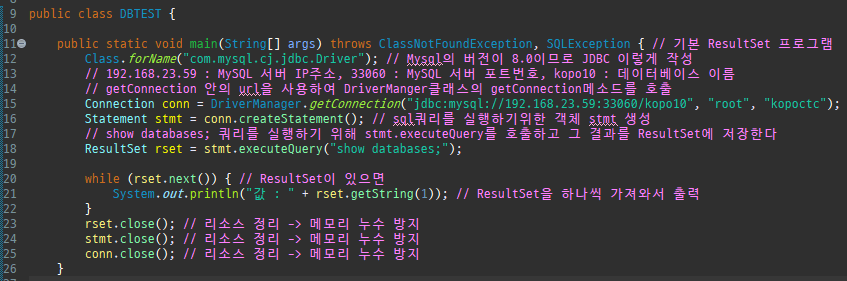 9 public class DBTEST {
10
11 public static void main(String[] args) throws ClassNotFoundException, SQLException { // 기본 ResultSet 프로그램
12 Class.forName("com.mysql.cj.jdbc.Driver"); // Mysql의 버전이 8.0이므로 JDBC 이렇게 작성
13 // 192.168.23.59 : MySQL 서버 IP주소, 33060 : MySQL 서버 포트번호, kopo10 : 데이터베이스 이름
14 // getConnection 안의 url을 사용하여 DriverManger클래스의 getConnection메소드를 호출
15 Connection conn = DriverManager.getConnection("jdbc:mysql://192.168.23.59:33060/kopo10", "root", "kopoctc");
16 Statement stmt = conn.createStatement(); // sql쿼리를 실행하기위한 객체 stmt 생성
17 // show databases; 쿼리를 실행하기 위해 stmt.executeQuery를 호출하고 그 결과를 ResultSet에 저장한다
18 ResultSet rset = stmt.executeQuery("show databases;");
19
20 while (rset.next()) { // ResultSet이 있으면
21 System.out.println("값 : " + rset.getString(1)); // ResultSet을 하나씩 가져와서 출력
22 }
23 rset.close(); // 리소스 정리 -> 메모리 누수 방지
24 stmt.close(); // 리소스 정리 -> 메모리 누수 방지
25 conn.close(); // 리소스 정리 -> 메모리 누수 방지
26 }